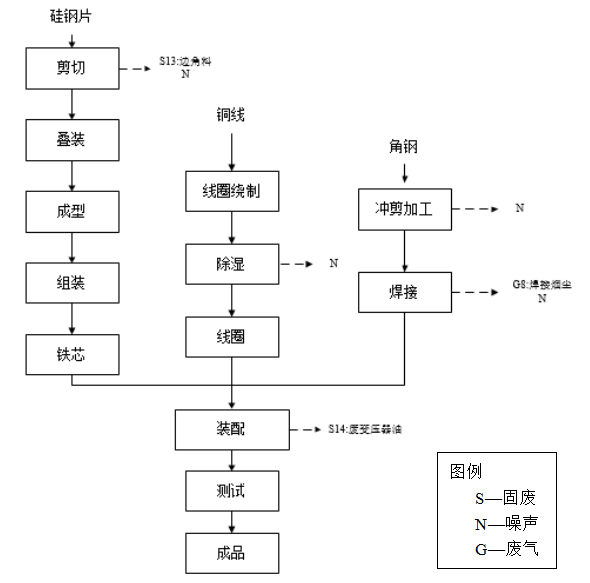 硅钢片
剪切
S13:边角料
N
叠装
成型
组装
铁芯
铜线
线圈绕制
除湿
N
线圈
角钢
冲剪加工
N
焊接
G8:焊接烟尘
N
装配
S14:废变压器油
测试
成品
图例
S—固废
N—噪声
G—废气